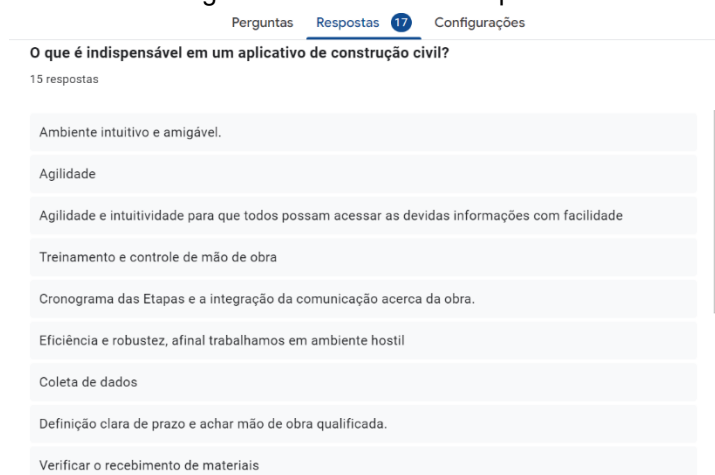 Perguntas Respostas 17 Configurações
O que é indispensável em um aplicativo de construção civil?
15 respostas
Ambiente intuitivo e amigável.
Agilidade
Agilidade e intuitividade para que todos possam acessar as devidas informações com facilidade
Treinamento e controle de mão de obra
Cronograma das Etapas e a integração da comunicação acerca da obra.
Eficiência e robustez, afinal trabalhamos em ambiente hostil
Coleta de dados
Definição clara de prazo e achar mão de obra qualificada.
Verificar o recebimento de materiais